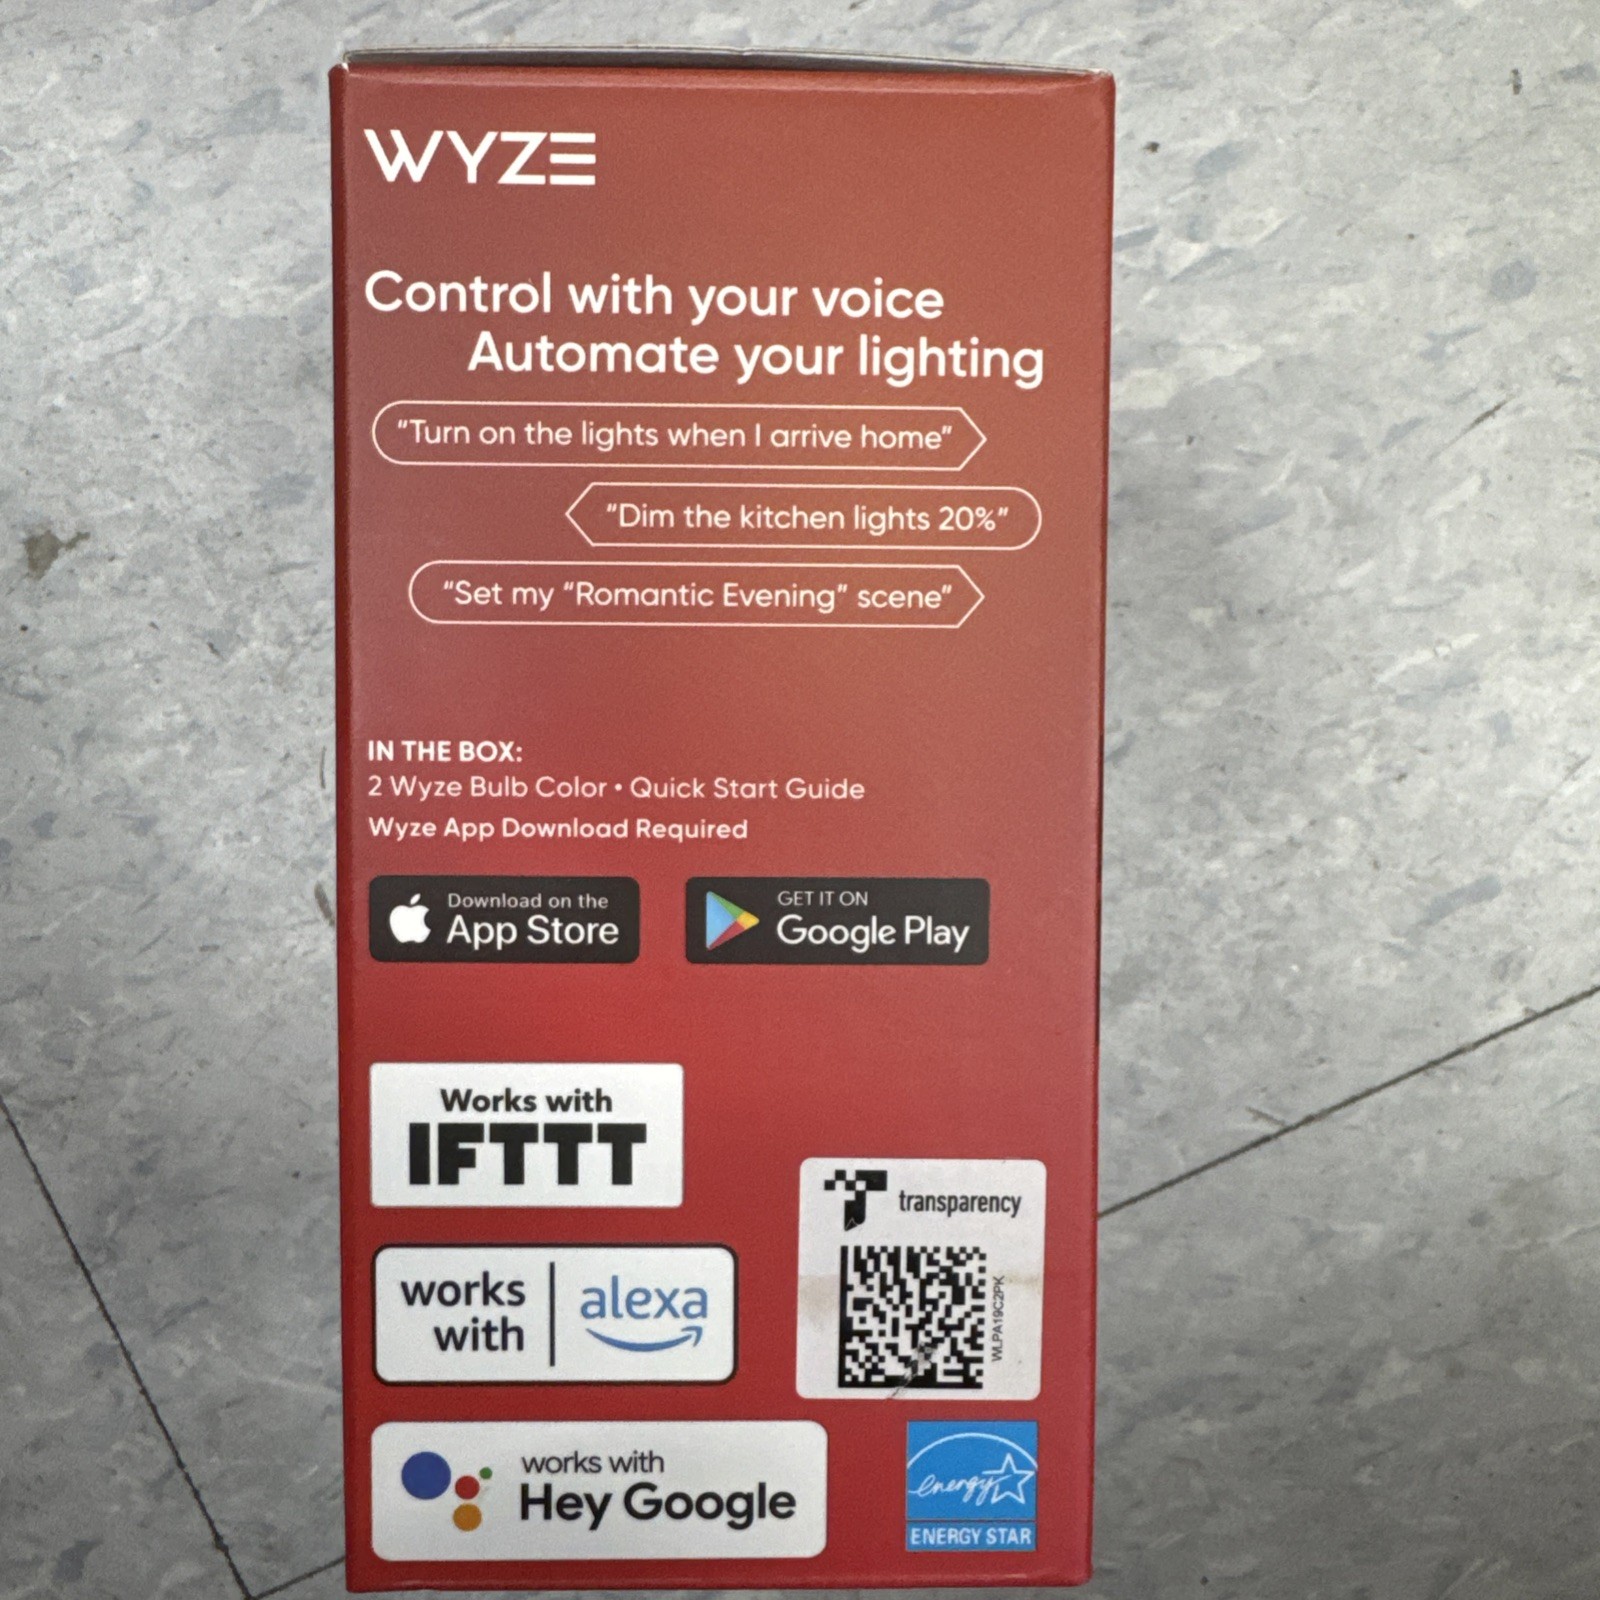 WYZE
Control with your voice
Automate your lighting
“Turn on the lights when I arrive home”
“Dim the kitchen lights 20%”
“Set my “Romantic Evening” scene”
IN THE BOX:
2 Wyze Bulb Color • Quick Start Guide
Wyze App Download Required
Download on the
App Store
GET IT ON
Google Play
Works with
IFTTT
transparency
WLPA19C2PK
works
with
alexa
works with
Hey Google
energy
ENERGY STAR